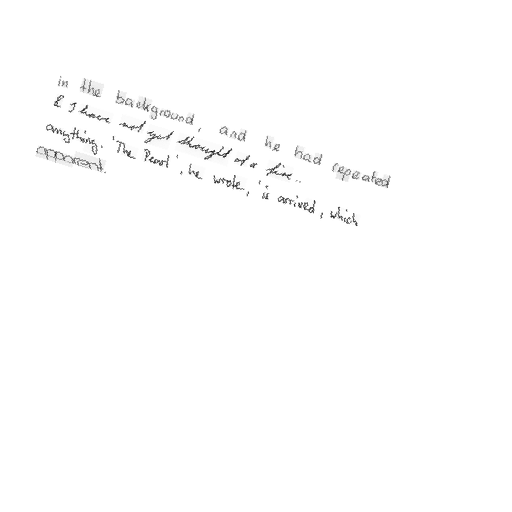 in the background, and he had repeated
& I have not yet thought of a line...
anything. 'The Pearl', he wrote, 'is arrived, which
apparent.